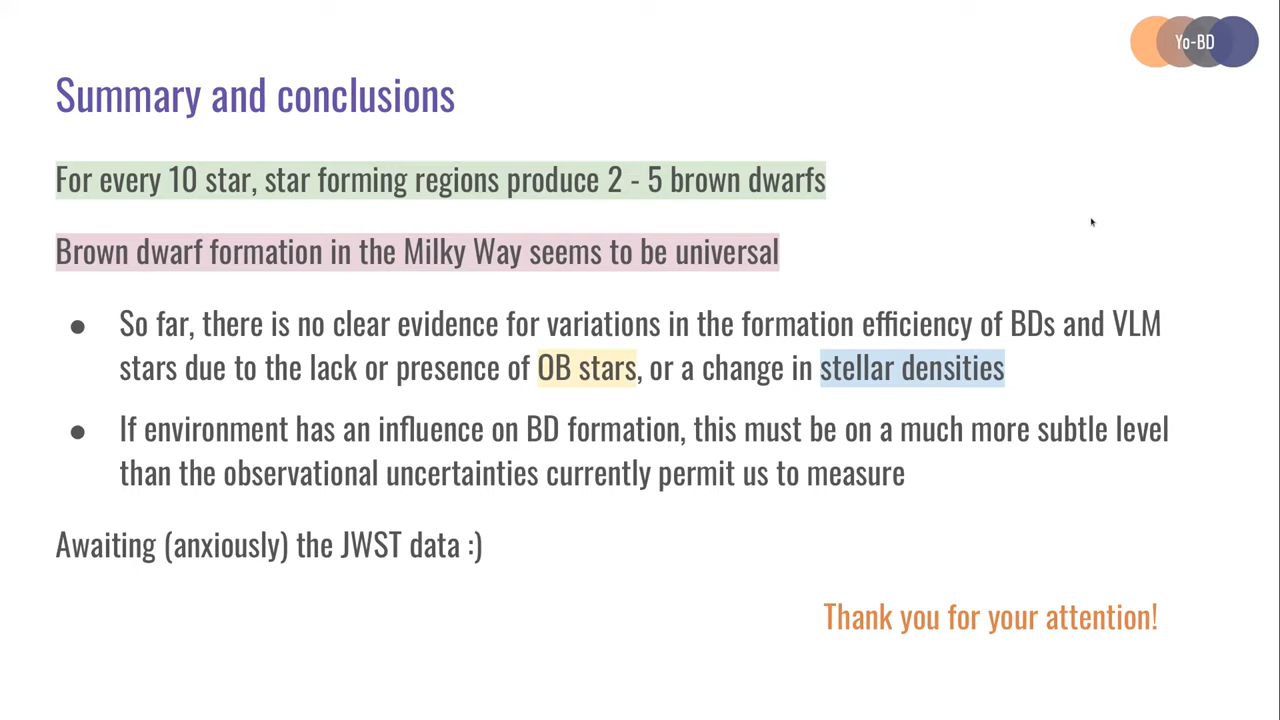 Yo-BD
Summary and conclusions
For every 10 star, star forming regions produce 2 - 5 brown dwarfs
Brown dwarf formation in the Milky Way seems to be universal
● So far, there is no clear evidence for variations in the formation efficiency of BDs and VLM
stars due to the lack or presence of OB stars, or a change in stellar densities
● If environment has an influence on BD formation, this must be on a much more subtle level
than the observational uncertainties currently permit us to measure
Awaiting (anxiously) the JWST data :)
Thank you for your attention!